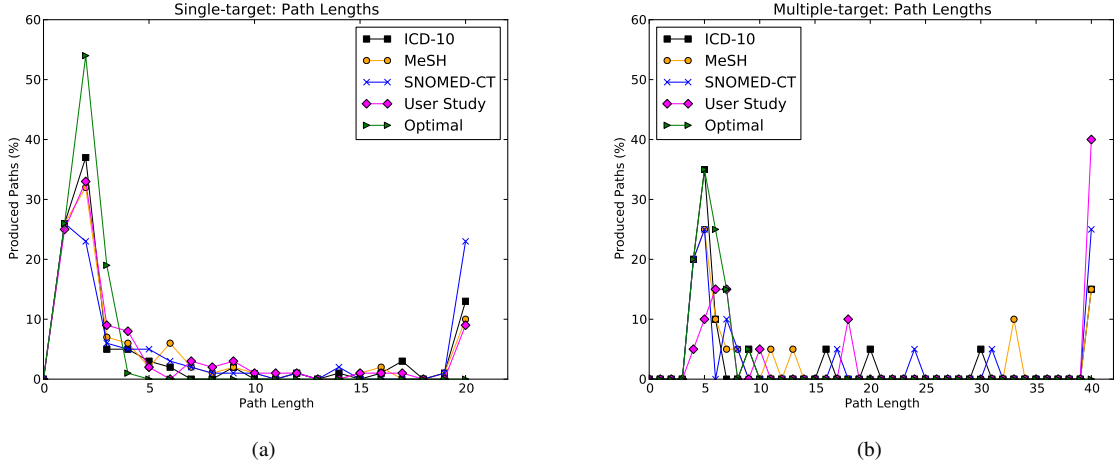 Single-target: Path Lengths
60
50
40
30
20
10
0
Produced Paths (%)
ICD-10
MeSH
SNOMED-CT
User Study
Optimal
0 5 10 15 20
Path Length
(a)
Multiple-target: Path Lengths
60
50
40
30
20
10
0
Produced Paths (%)
ICD-10
MeSH
SNOMED-CT
User Study
Optimal
0 5 10 15 20 25 30 35 40
Path Length
(b)